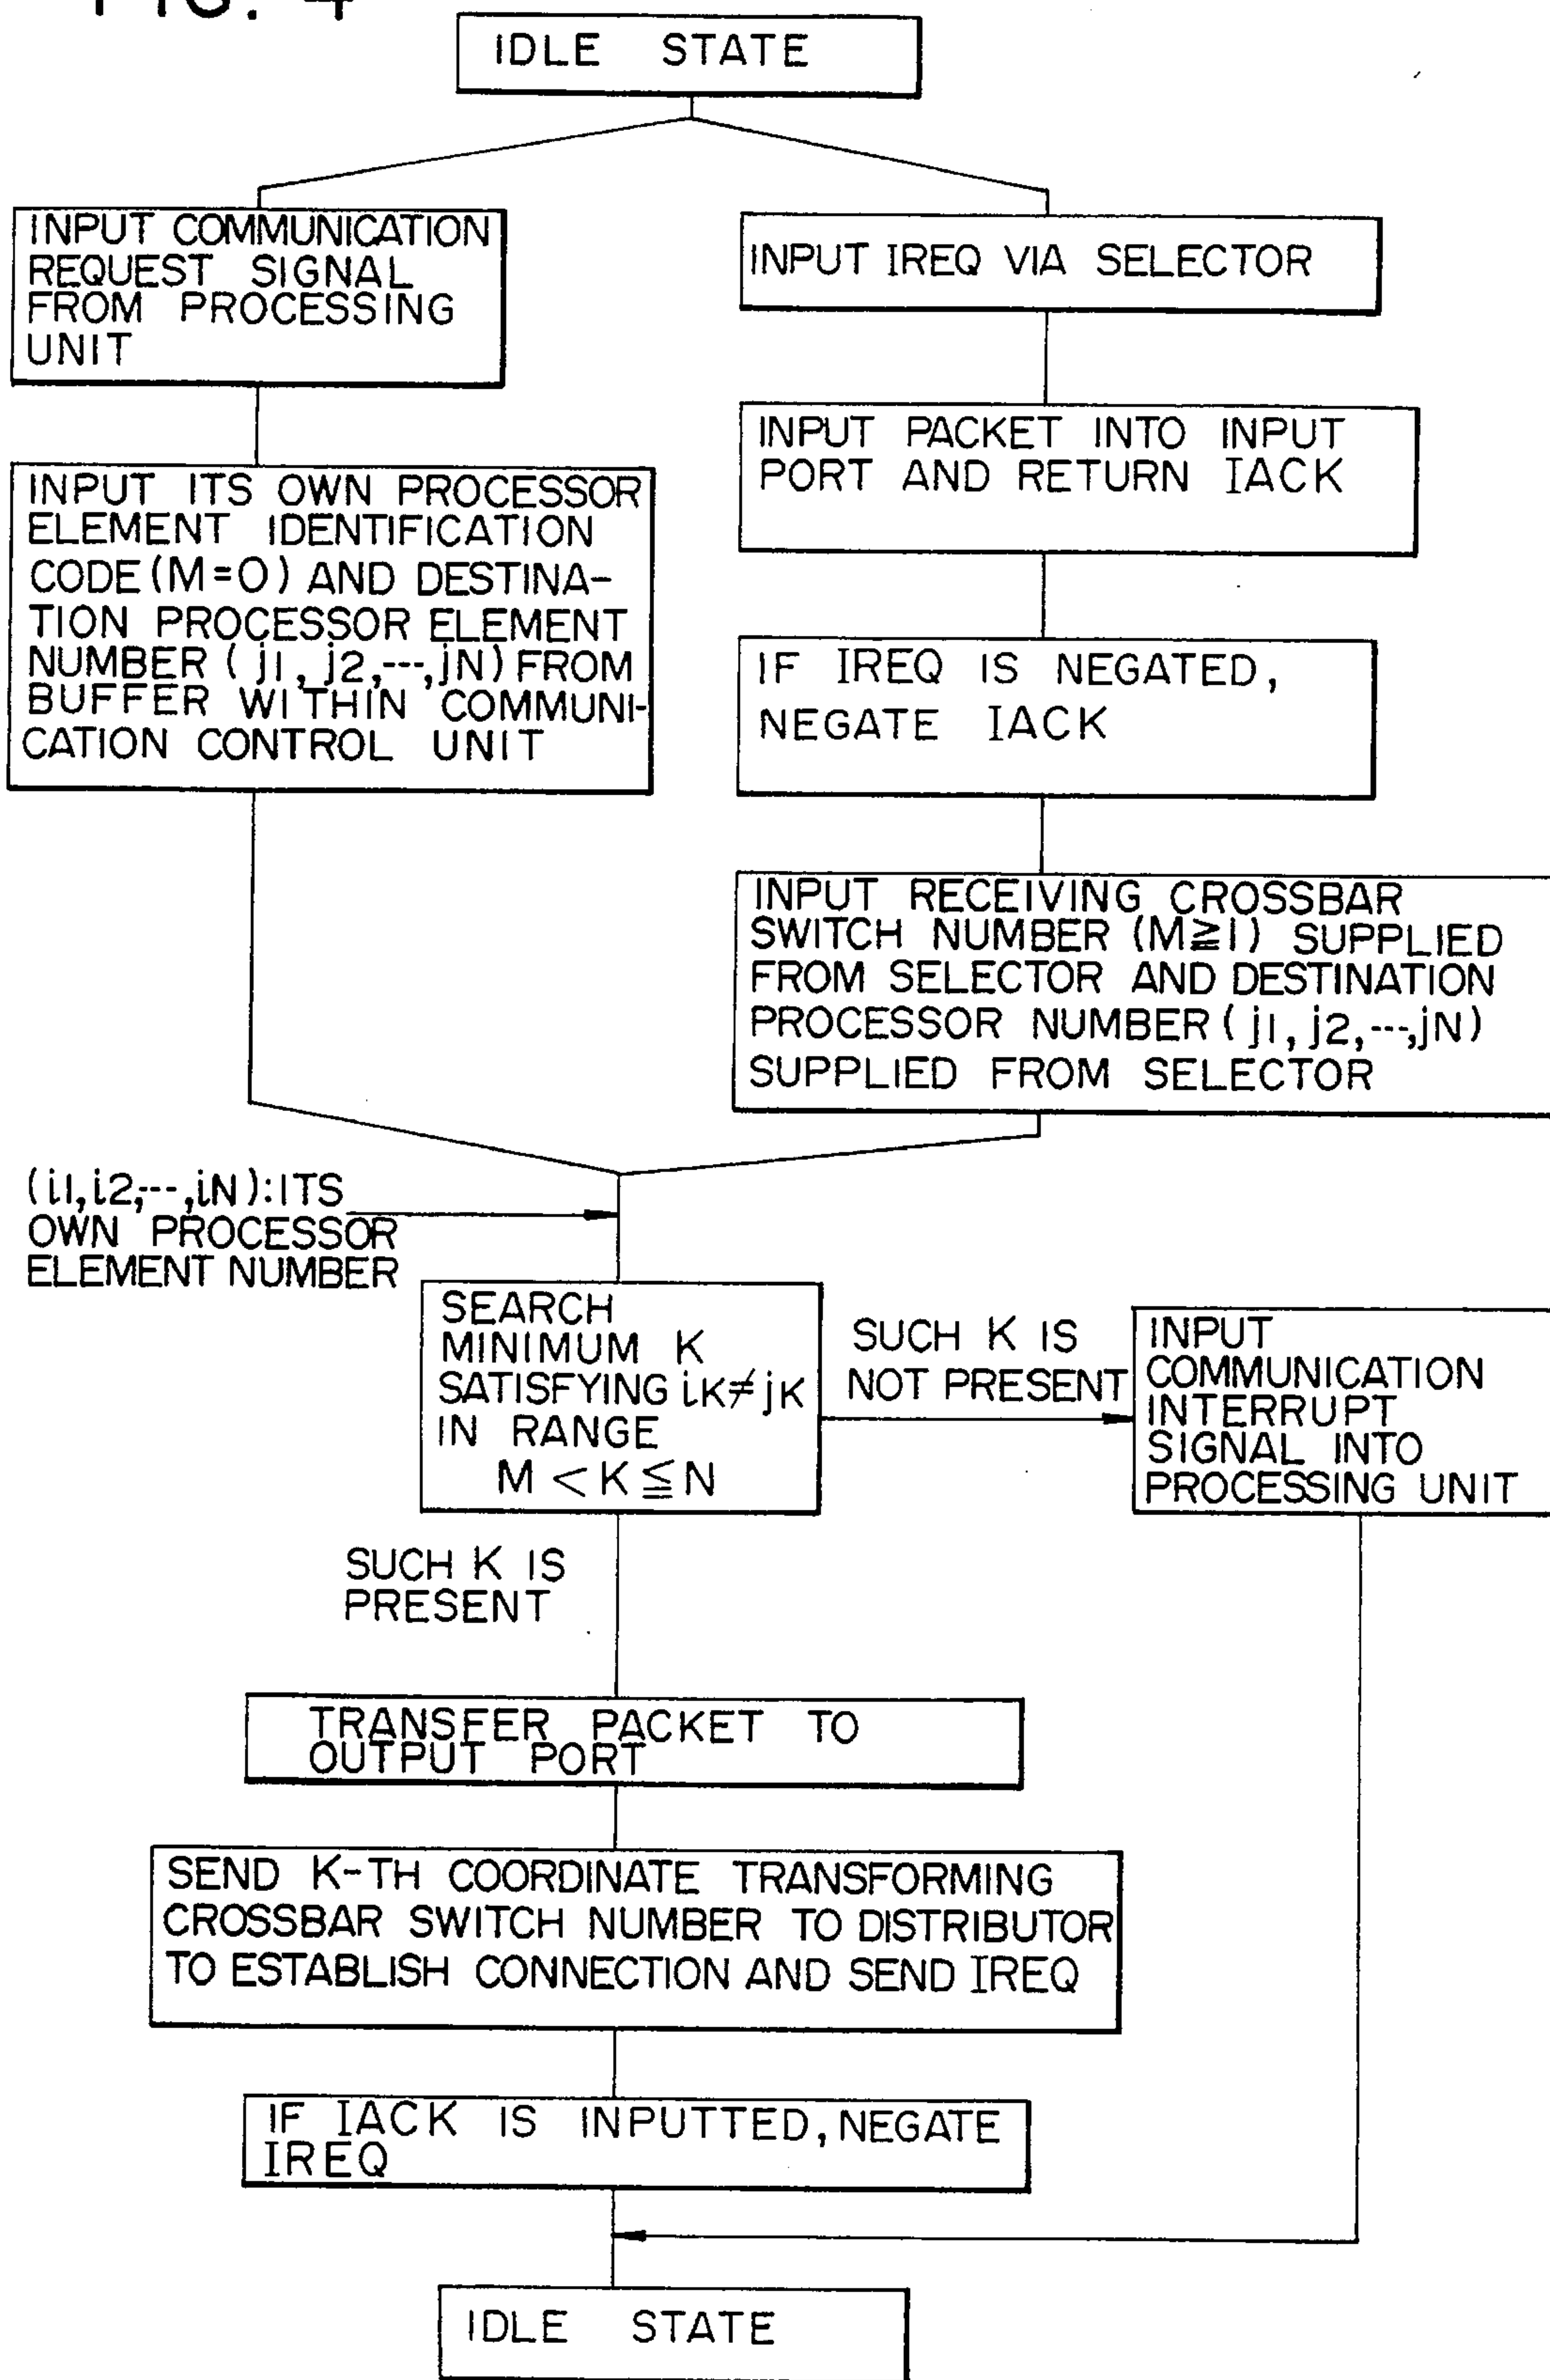 FIG. 4
IDLE STATE
INPUT COMMUNICATION
REQUEST SIGNAL
FROM PROCESSING
UNIT
INPUT ITS OWN PROCESSOR
ELEMENT IDENTIFICATION
CODE (M=0) AND DESTINA-
TION PROCESSOR ELEMENT
NUMBER (j1, j2,---,jN) FROM
BUFFER WITHIN COMMUNI-
CATION CONTROL UNIT
INPUT IREQ VIA SELECTOR
INPUT PACKET INTO INPUT
PORT AND RETURN IACK
IF IREQ IS NEGATED,
NEGATE IACK
INPUT RECEIVING CROSSBAR
SWITCH NUMBER (M≧1) SUPPLIED
FROM SELECTOR AND DESTINATION
PROCESSOR NUMBER (j1, j2,---,jN)
SUPPLIED FROM SELECTOR
(i1,i2,---,iN):ITS
OWN PROCESSOR
ELEMENT NUMBER
SEARCH
MINIMUM K
SATISFYING iK≠jK
IN RANGE
M < K ≦ N
SUCH K IS
NOT PRESENT
INPUT
COMMUNICATION
INTERRUPT
SIGNAL INTO
PROCESSING UNIT
SUCH K IS
PRESENT
TRANSFER PACKET TO
OUTPUT PORT
SEND K-TH COORDINATE TRANSFORMING
CROSSBAR SWITCH NUMBER TO DISTRIBUTOR
TO ESTABLISH CONNECTION AND SEND IREQ
IF IACK IS INPUTTED, NEGATE
IREQ
IDLE STATE